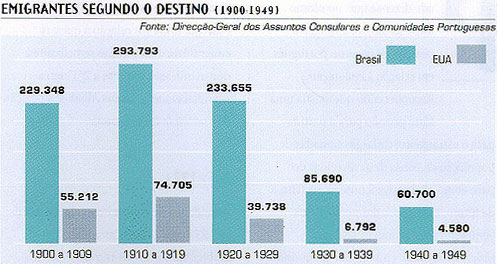 EMIGRANTES SEGUNDO O DESTINO (1900-1949)
Fonte: Direcção-Geral dos Assuntos Consulares e Comunidades Portuguesas
Brasil EUA
293.793
229.348 233.655
85.690
74.705
55.212 60.700
39.738
6.792 4.580
1900 a 1909 1910 a 1919 1920 a 1929 1930 a 1939 1940 a 1949